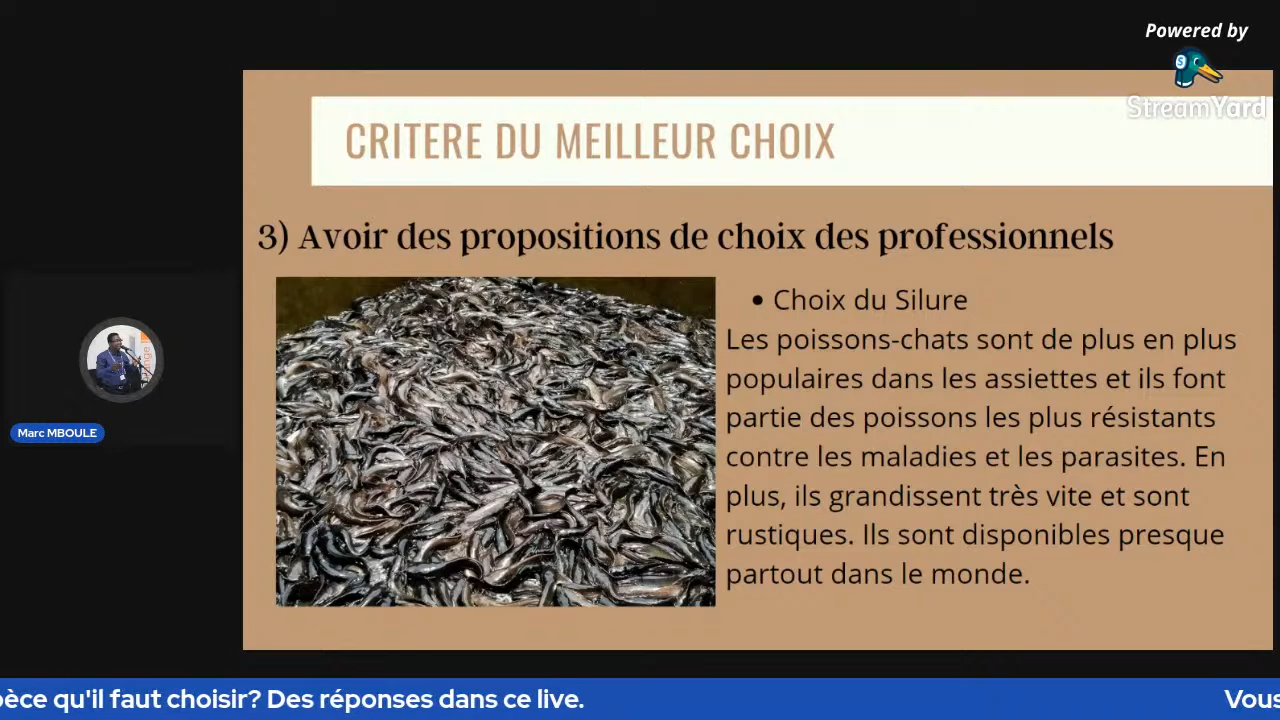 Powered by
StreamYard
CRITERE DU MEILLEUR CHOIX
3) Avoir des propositions de choix des professionnels
• Choix du Silure
Les poissons-chats sont de plus en plus
populaires dans les assiettes et ils font
partie des poissons les plus résistants
contre les maladies et les parasites. En
plus, ils grandissent très vite et sont
rustiques. Ils sont disponibles presque
partout dans le monde.
Marc MBOULE
èce qu'il faut choisir? Des réponses dans ce live.
Vous